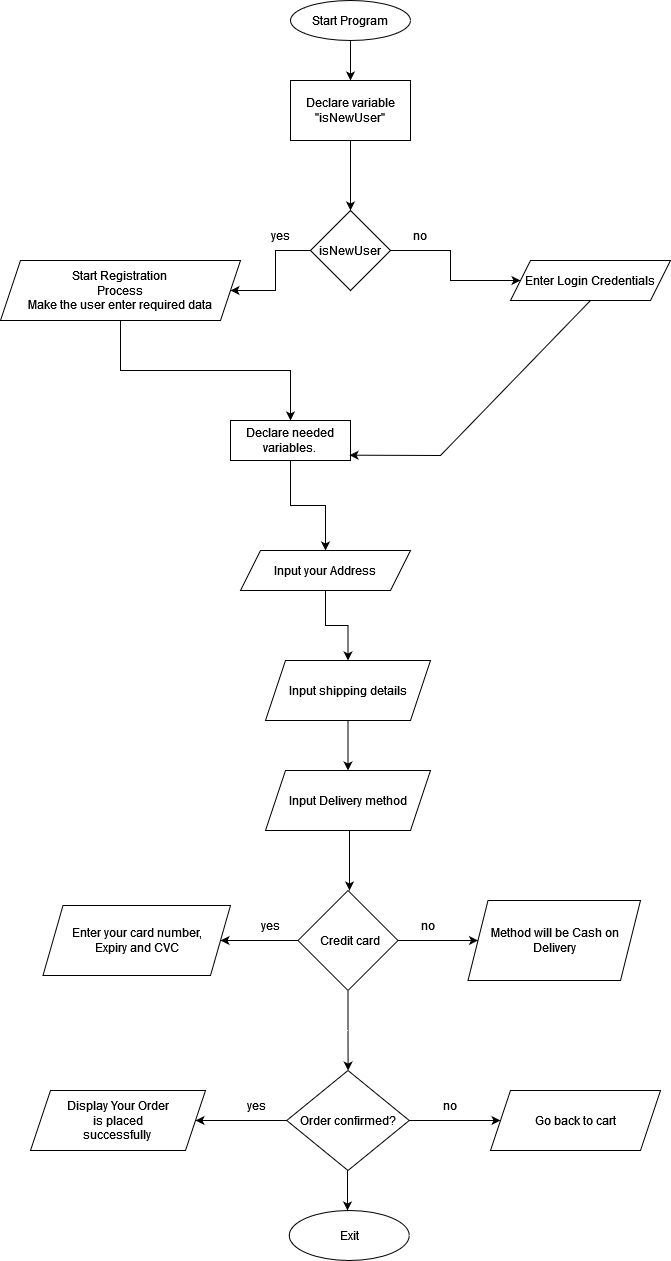 Start Program
Declare variable
"isNewUser"
yes
isNewUser
no
Start Registration
Process
Make the user enter required data
Enter Login Credentials
Declare needed
variables.
Input your Address
Input shipping details
Input Delivery method
Enter your card number,
Expiry and CVC
yes
Credit card
no
Method will be Cash on
Delivery
Display Your Order
is placed
successfully
yes
Order confirmed?
no
Go back to cart
Exit